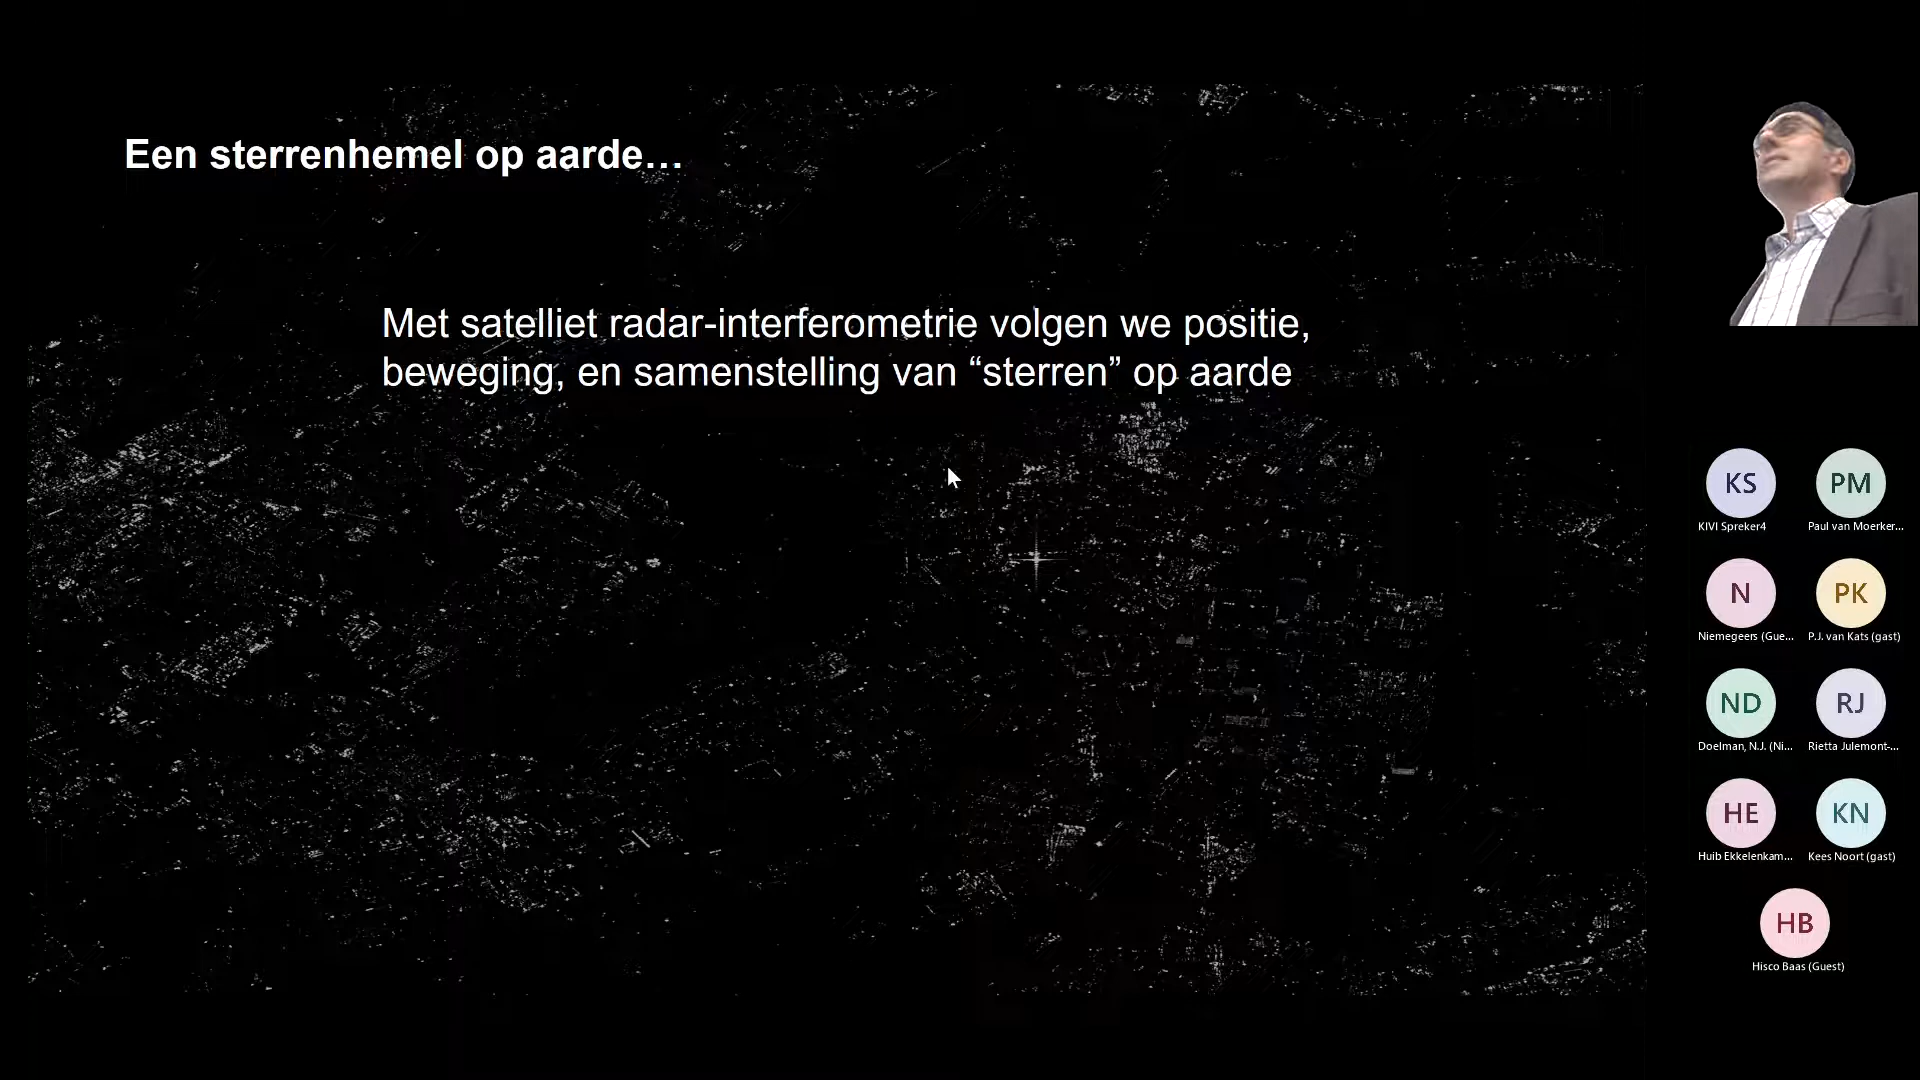 Een sterrenhemel op aarde...
Met satelliet radar-interferometrie volgen we positie,
beweging, en samenstelling van “sterren” op aarde
KS
PM
KIVI Spreker4
Paul van Moerker...
N
PK
Niemegeers (Gue...
P.J. van Kats (gast)
ND
RJ
Doelman, N.J. (Ni...
Rietta Julemont-...
HE
KN
Huib Ekkelenkam...
Kees Noort (gast)
HB
Hisco Baas (Guest)